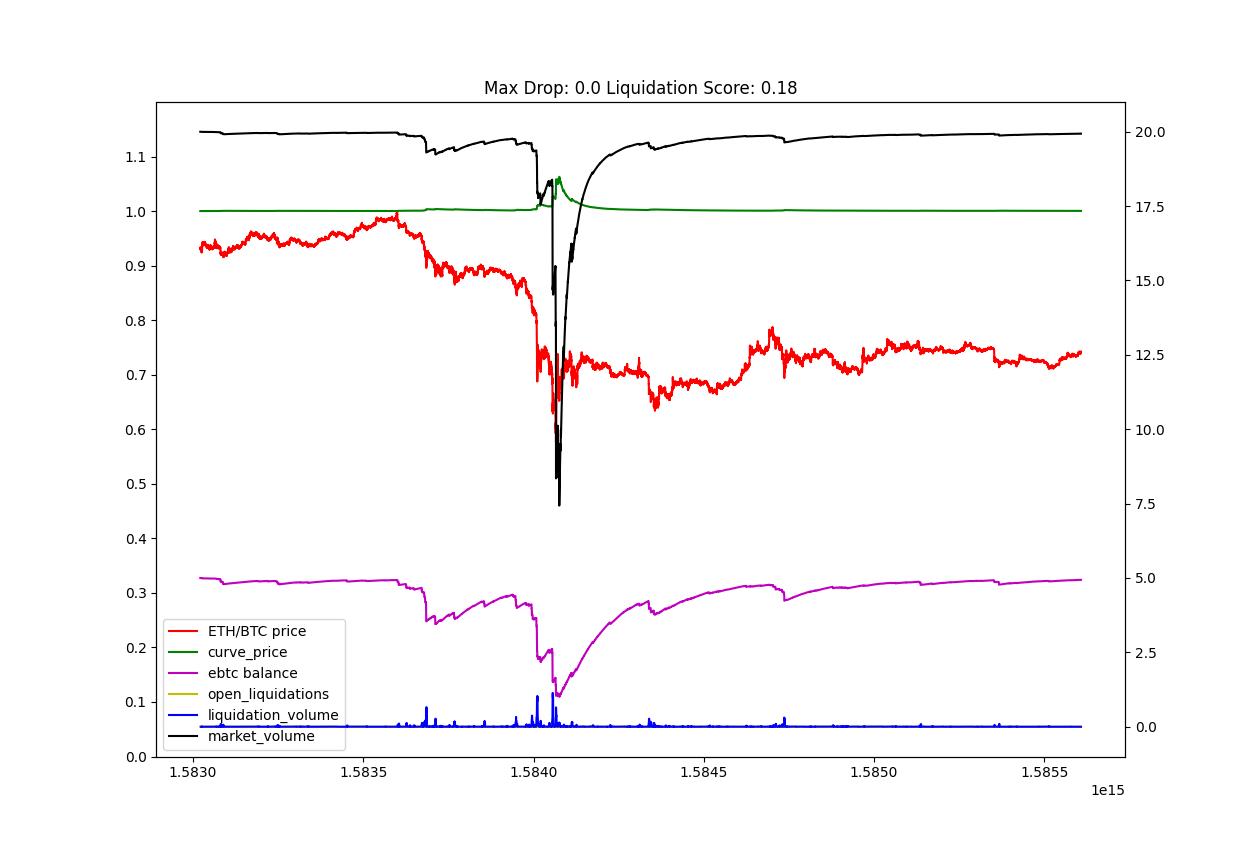 Max Drop: 0.0 Liquidation Score: 0.18
1.1
1.0
0.9
0.8
0.7
0.6
0.5
0.4
0.3
0.2
0.1
0.0
20.0
17.5
15.0
12.5
10.0
7.5
5.0
2.5
0.0
ETH/BTC price
curve_price
ebtc balance
open_liquidations
liquidation_volume
market_volume
1.5830 1.5835 1.5840 1.5845 1.5850 1.5855
1e15